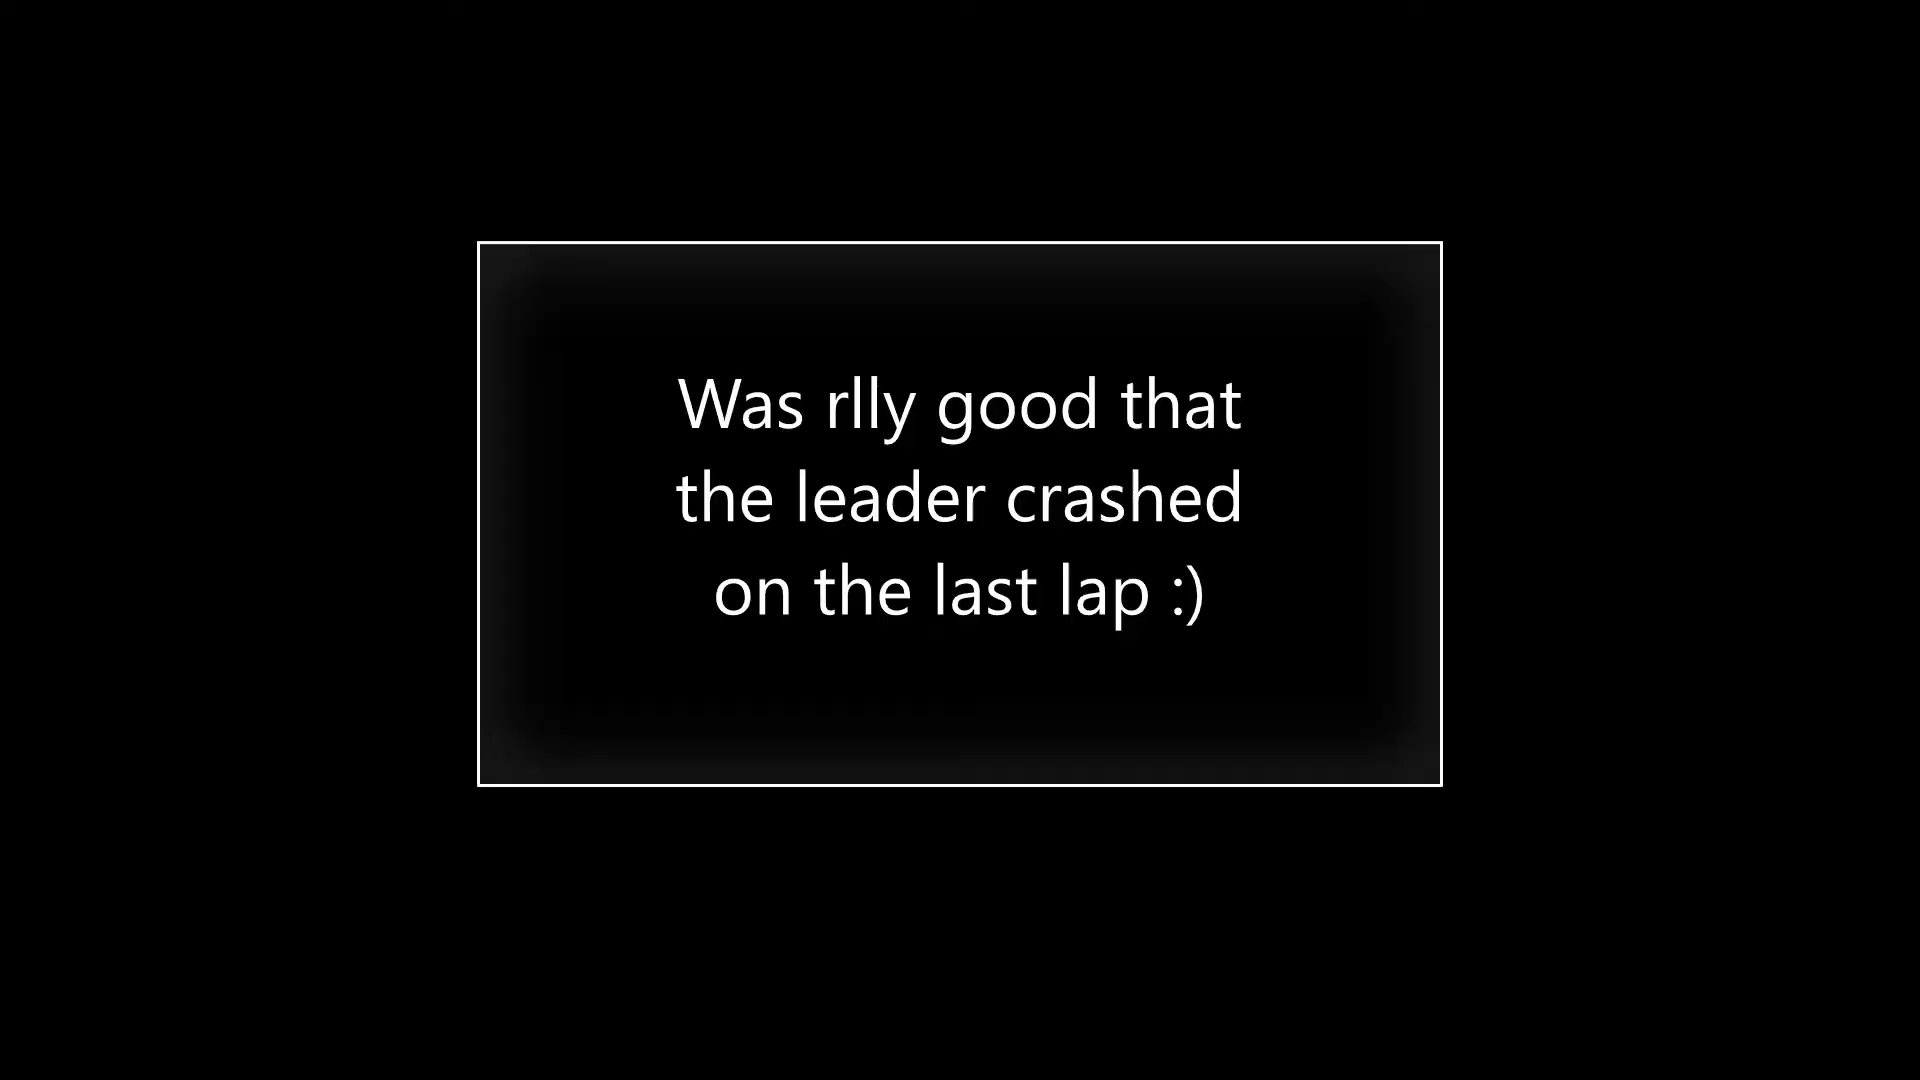 Was rlly good that
the leader crashed
on the last lap :)